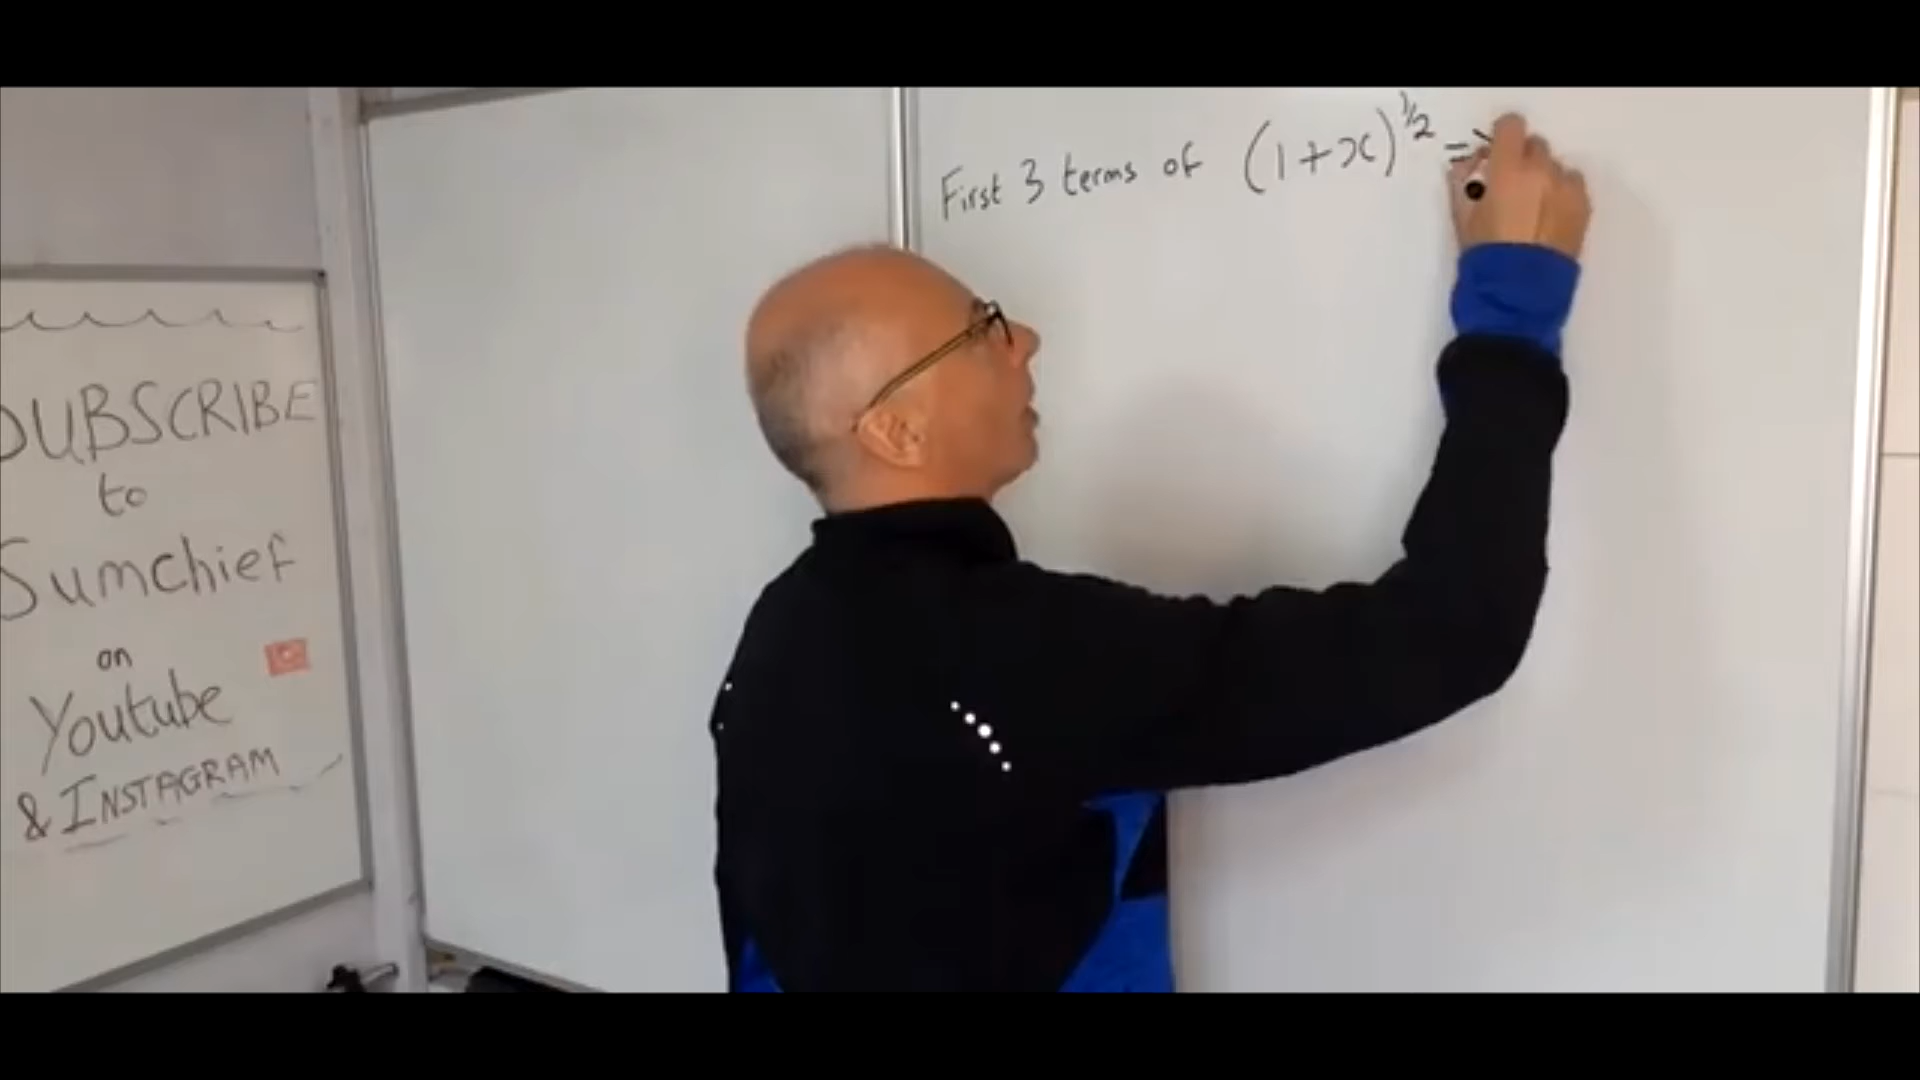 First 3 terms of (1+x)^½ =>
SUBSCRIBE
to
Sumchief
on
Youtube
& INSTAGRAM